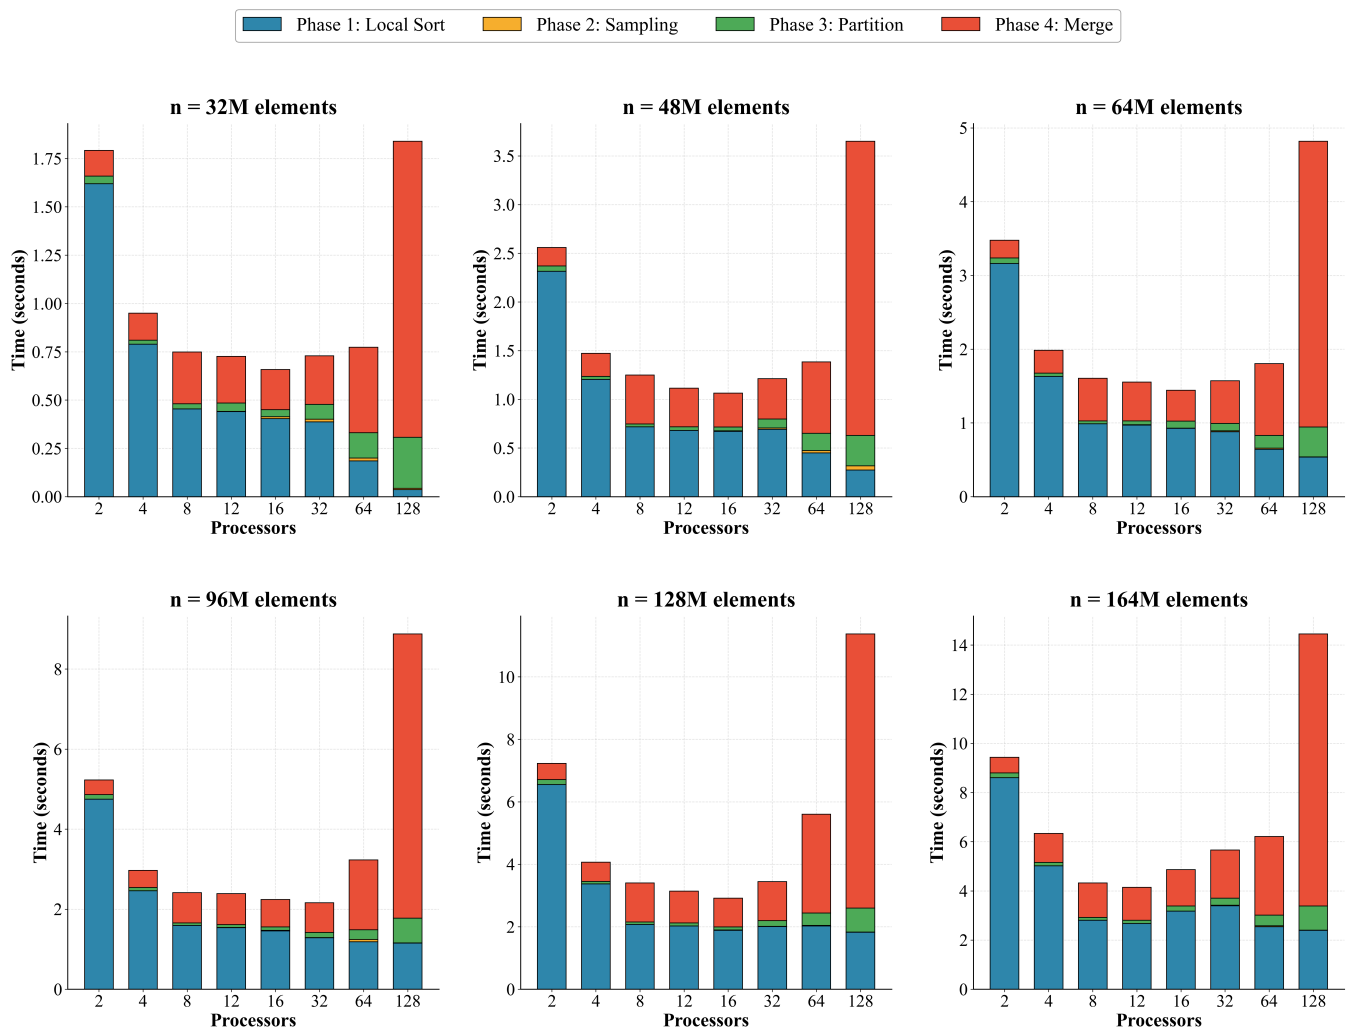 Phase 1: Local Sort Phase 2: Sampling Phase 3: Partition Phase 4: Merge
n = 32M elements
Time (seconds)
1.75
1.50
1.25
1.00
0.75
0.50
0.25
0.00
2 4 8 12 16 32 64 128
Processors
n = 48M elements
Time (seconds)
3.5
3.0
2.5
2.0
1.5
1.0
0.5
0.0
2 4 8 12 16 32 64 128
Processors
n = 64M elements
Time (seconds)
5
4
3
2
1
0
2 4 8 12 16 32 64 128
Processors
n = 96M elements
Time (seconds)
8
6
4
2
0
2 4 8 12 16 32 64 128
Processors
n = 128M elements
Time (seconds)
10
8
6
4
2
0
2 4 8 12 16 32 64 128
Processors
n = 164M elements
Time (seconds)
14
12
10
8
6
4
2
0
2 4 8 12 16 32 64 128
Processors